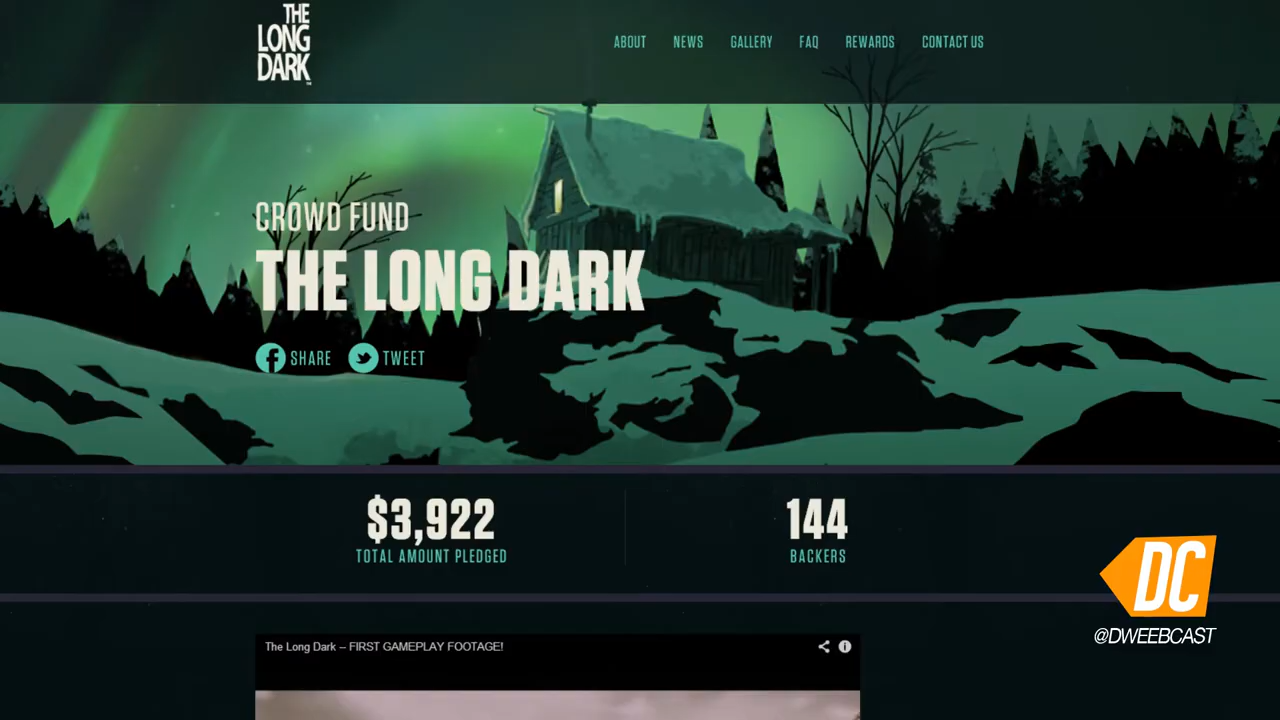 THE
LONG
DARK
TM
ABOUT NEWS GALLERY FAQ REWARDS CONTACT US
CROWD FUND
THE LONG DARK
SHARE TWEET
$3,922
TOTAL AMOUNT PLEDGED
144
BACKERS
DC
@DWEEBCAST
The Long Dark – FIRST GAMEPLAY FOOTAGE!